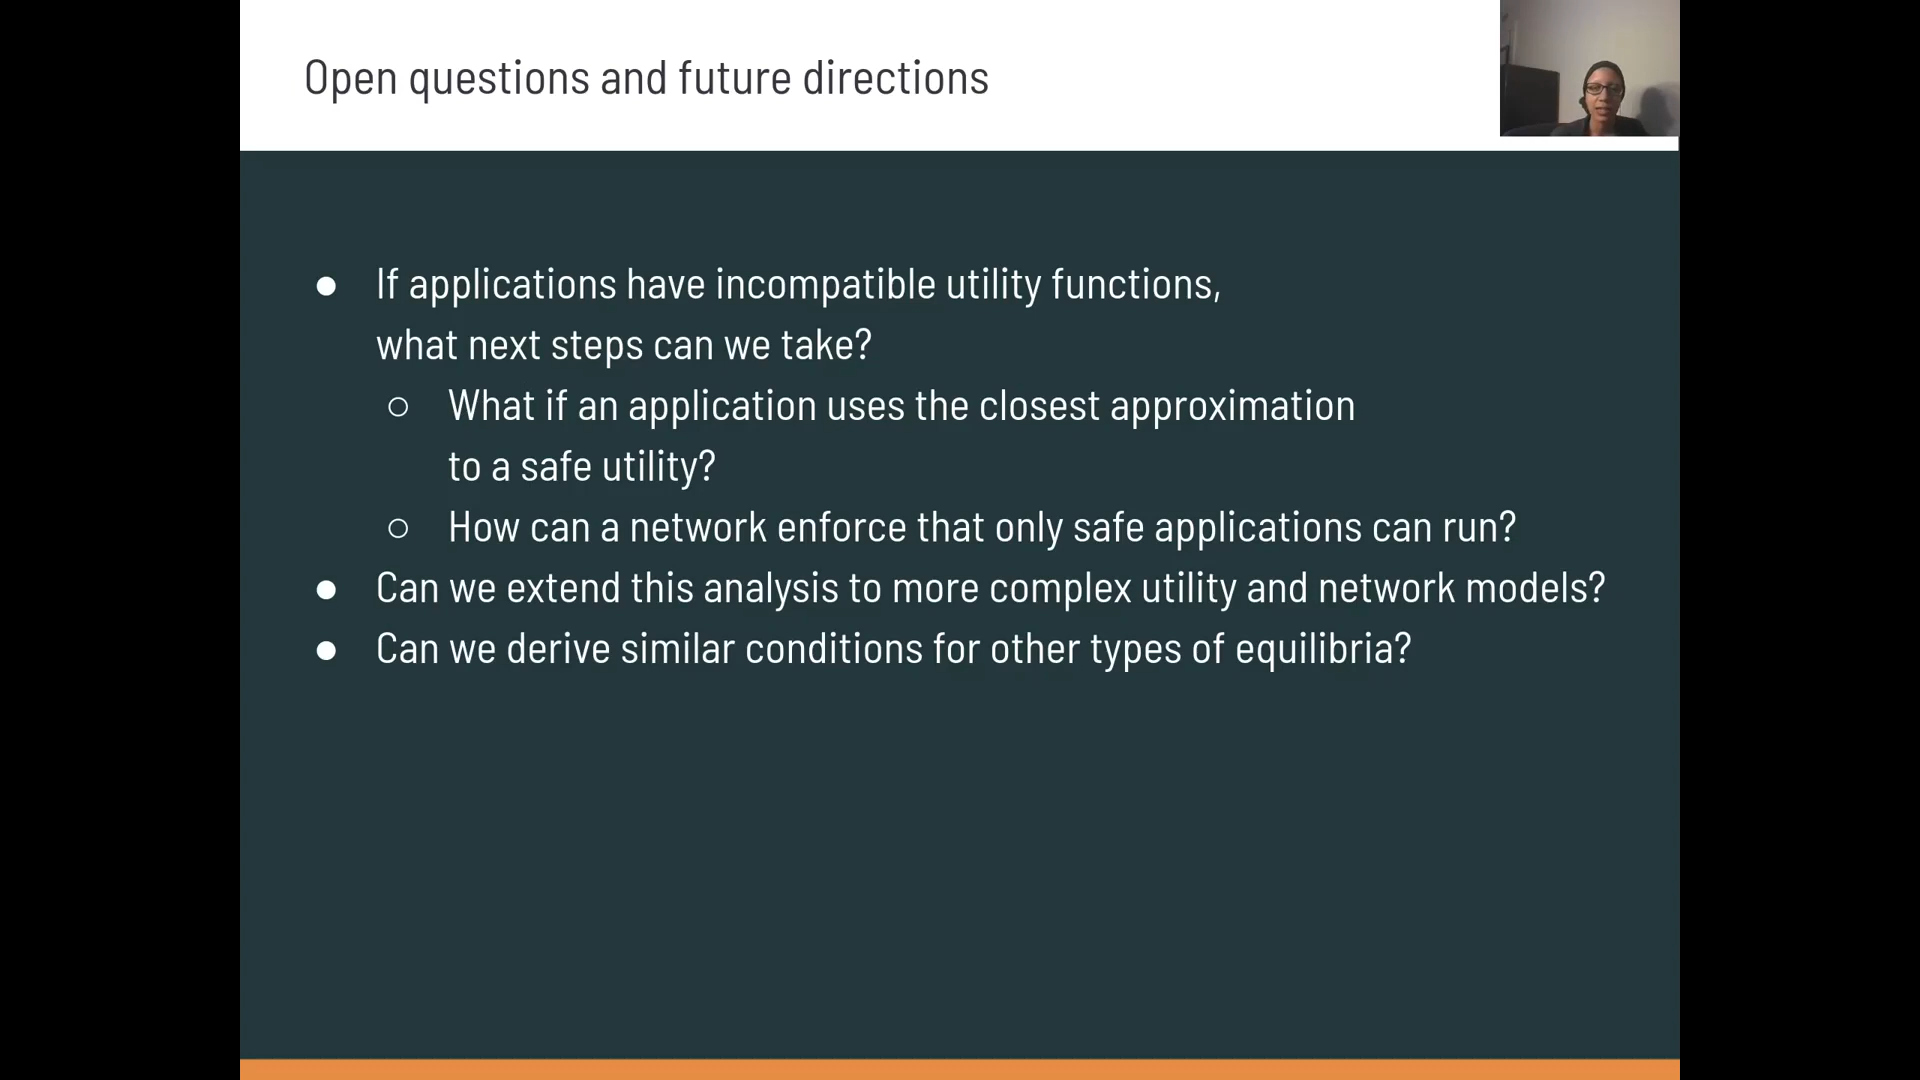 Open questions and future directions
● If applications have incompatible utility functions,
what next steps can we take?
○ What if an application uses the closest approximation
to a safe utility?
○ How can a network enforce that only safe applications can run?
● Can we extend this analysis to more complex utility and network models?
● Can we derive similar conditions for other types of equilibria?